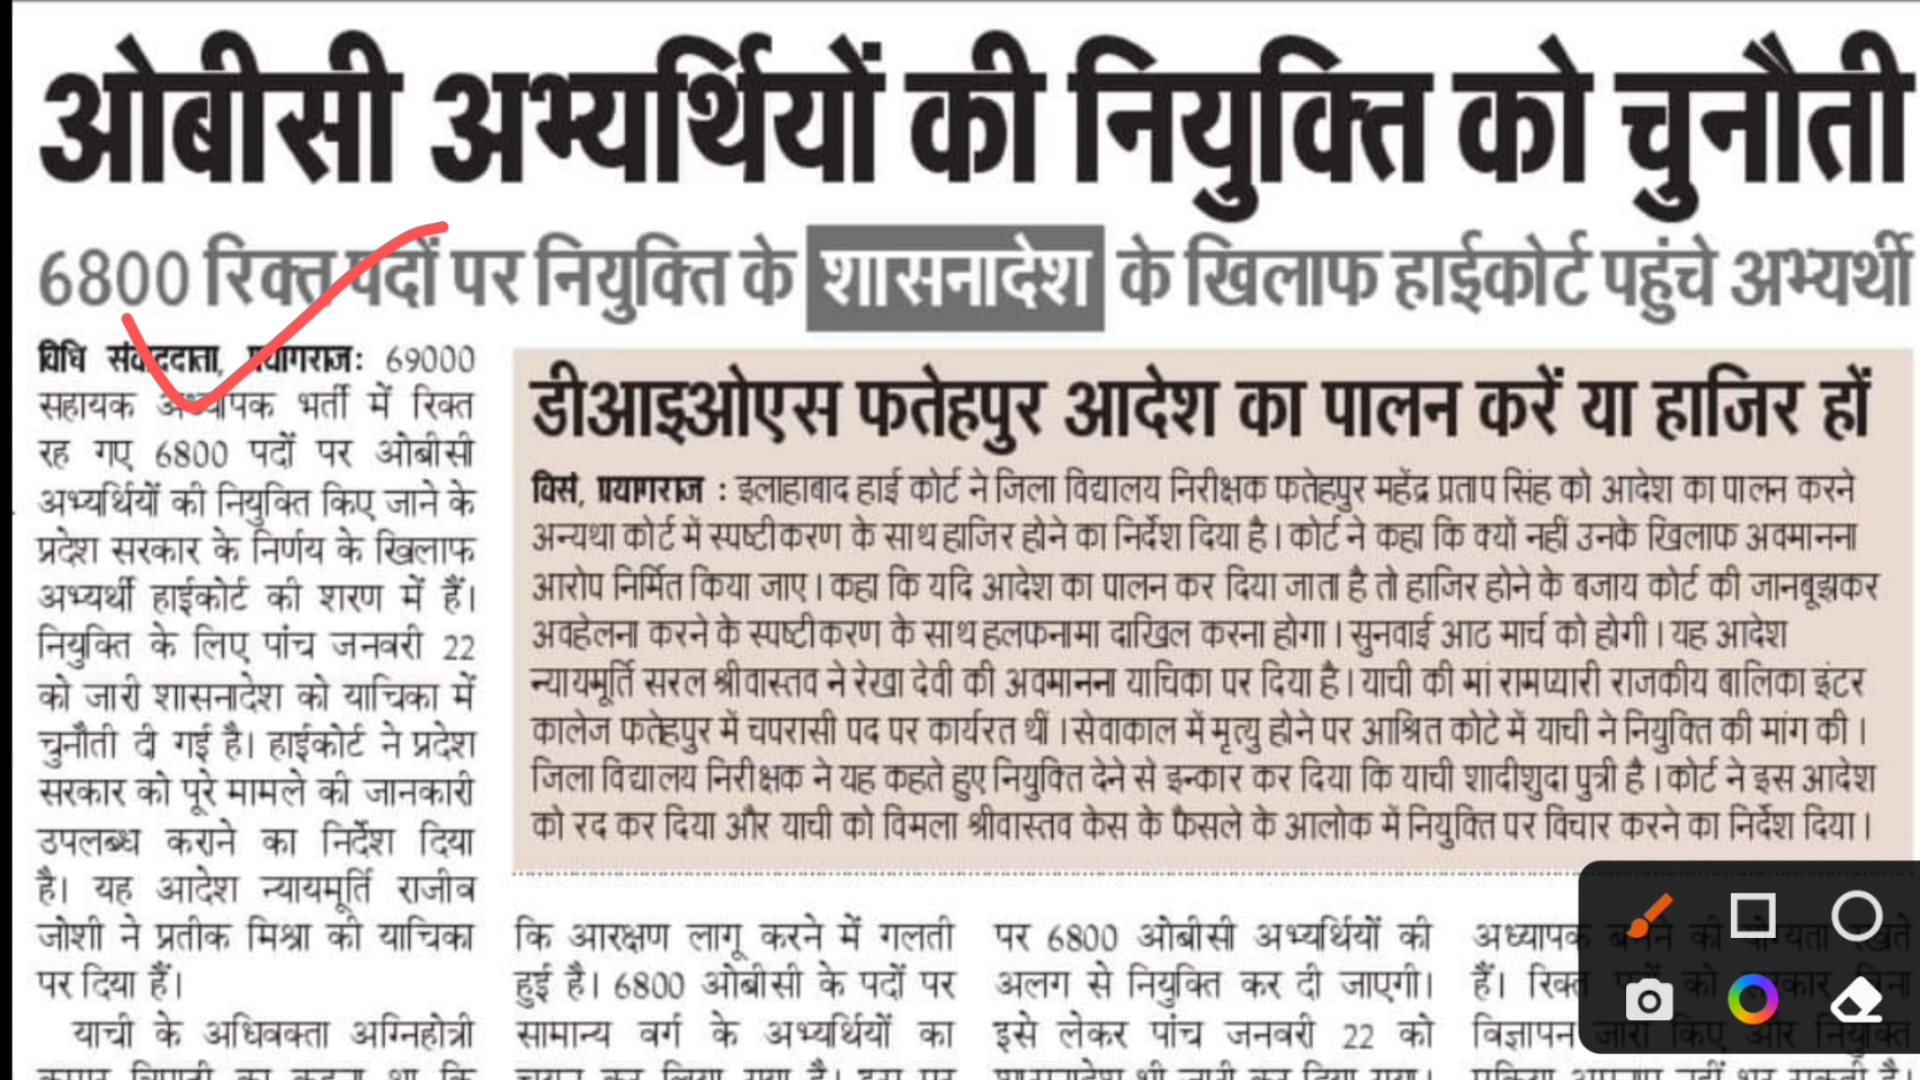 ओबीसी अभ्यर्थियों की नियुक्ति को चुनौती
6800 रिक्त पदों पर नियुक्ति के शासनादेश के खिलाफ हाईकोर्ट पहुंचे अभ्यर्थी
विधि संवाददाता, प्रयागराज: 69000
सहायक अध्यापक भर्ती में रिक्त
रह गए 6800 पदों पर ओबीसी
अभ्यर्थियों की नियुक्ति किए जाने के
प्रदेश सरकार के निर्णय के खिलाफ
अभ्यर्थी हाईकोर्ट की शरण में हैं।
नियुक्ति के लिए पांच जनवरी 22
को जारी शासनादेश को याचिका में
चुनौती दी गई है। हाईकोर्ट ने प्रदेश
सरकार को पूरे मामले की जानकारी
उपलब्ध कराने का निर्देश दिया
है। यह आदेश न्यायमूर्ति राजीव
जोशी ने प्रतीक मिश्रा की याचिका
पर दिया हैं।
याची के अधिवक्ता अग्निहोत्री
डीआइओएस फतेहपुर आदेश का पालन करें या हाजिर हों
विसं, प्रयागराज : इलाहाबाद हाई कोर्ट ने जिला विद्यालय निरीक्षक फतेहपुर महेंद्र प्रताप सिंह को आदेश का पालन करने
अन्यथा कोर्ट में स्पष्टीकरण के साथ हाजिर होने का निर्देश दिया है। कोर्ट ने कहा कि क्यों नहीं उनके खिलाफ अवमानना
आरोप निर्मित किया जाए। कहा कि यदि आदेश का पालन कर दिया जाता है तो हाजिर होने के बजाय कोर्ट की जानबूझकर
अवहेलना करने के स्पष्टीकरण के साथ हलफनामा दाखिल करना होगा। सुनवाई आठ मार्च को होगी। यह आदेश
न्यायमूर्ति सरल श्रीवास्तव ने रेखा देवी की अवमानना याचिका पर दिया है। याची की मां रामप्यारी राजकीय बालिका इंटर
कालेज फतेहपुर में चपरासी पद पर कार्यरत थीं। सेवाकाल में मृत्यु होने पर आश्रित कोटे में याची ने नियुक्ति की मांग की।
जिला विद्यालय निरीक्षक ने यह कहते हुए नियुक्ति देने से इन्कार कर दिया कि याची शादीशुदा पुत्री है। कोर्ट ने इस आदेश
को रद कर दिया और याची को विमला श्रीवास्तव केस के फैसले के आलोक में नियुक्ति पर विचार करने का निर्देश दिया।
कि आरक्षण लागू करने में गलती
हुई है। 6800 ओबीसी के पदों पर
सामान्य वर्ग के अभ्यर्थियों का
पर 6800 ओबीसी अभ्यर्थियों की
अलग से नियुक्ति कर दी जाएगी।
इसे लेकर पांच जनवरी 22 को
अध्यापक बनने की योग्यता रखते
हैं। रिक्त पदों को सरकार बिना
विज्ञापन जारी किए और नियुक्ति